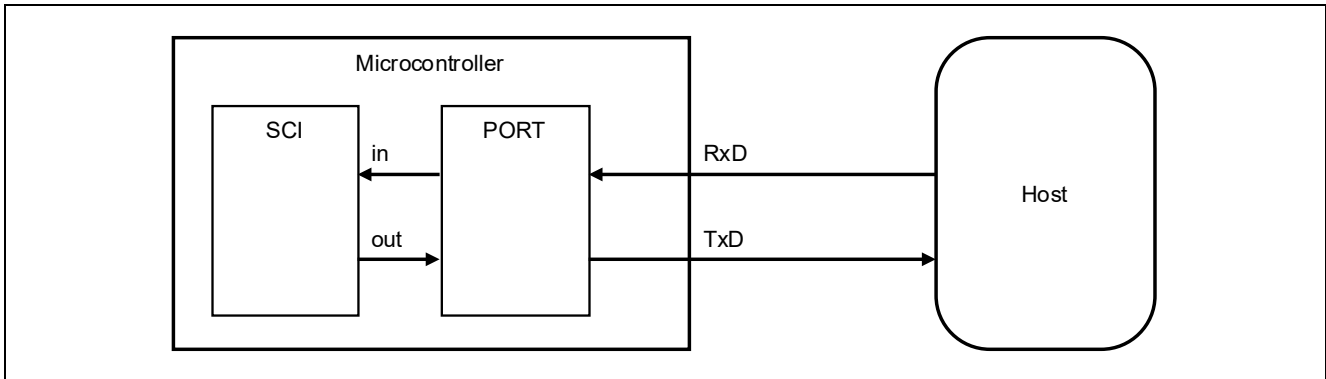 Microcontroller
SCI
PORT
in
RxD
Host
out
TxD